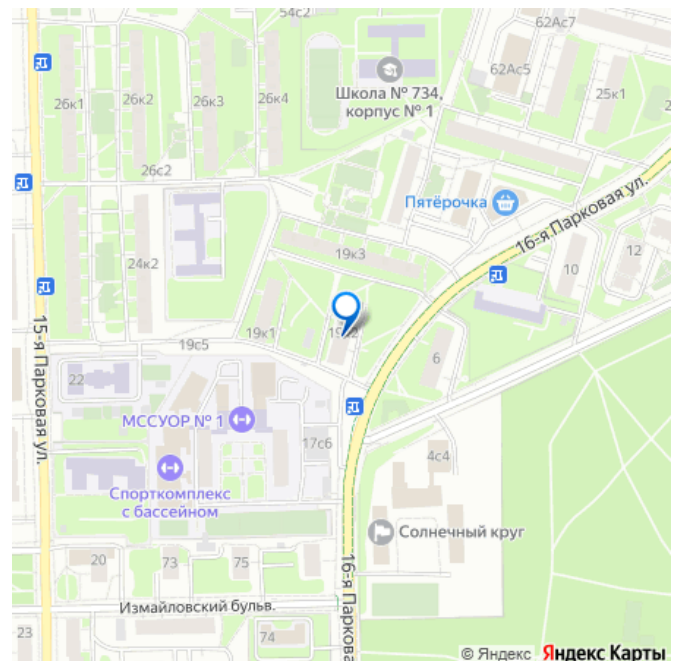 54с2
62Ас7
62Ас5
Школа № 734,
корпус № 1
26к1
26к2
26к3
26к4
25к1
26с2
Пятёрочка
16-я Парковая ул.
19к3
12
10
24к2
19к1
19к2
6
19с5
15-я Парковая ул.
22
МССУОР № 1
17с6
4с4
Спорткомплекс
с бассейном
Солнечный круг
20
73
75
16-я Парковая
Измайловский бульв.
23
74
© Яндекс Яндекс Карты